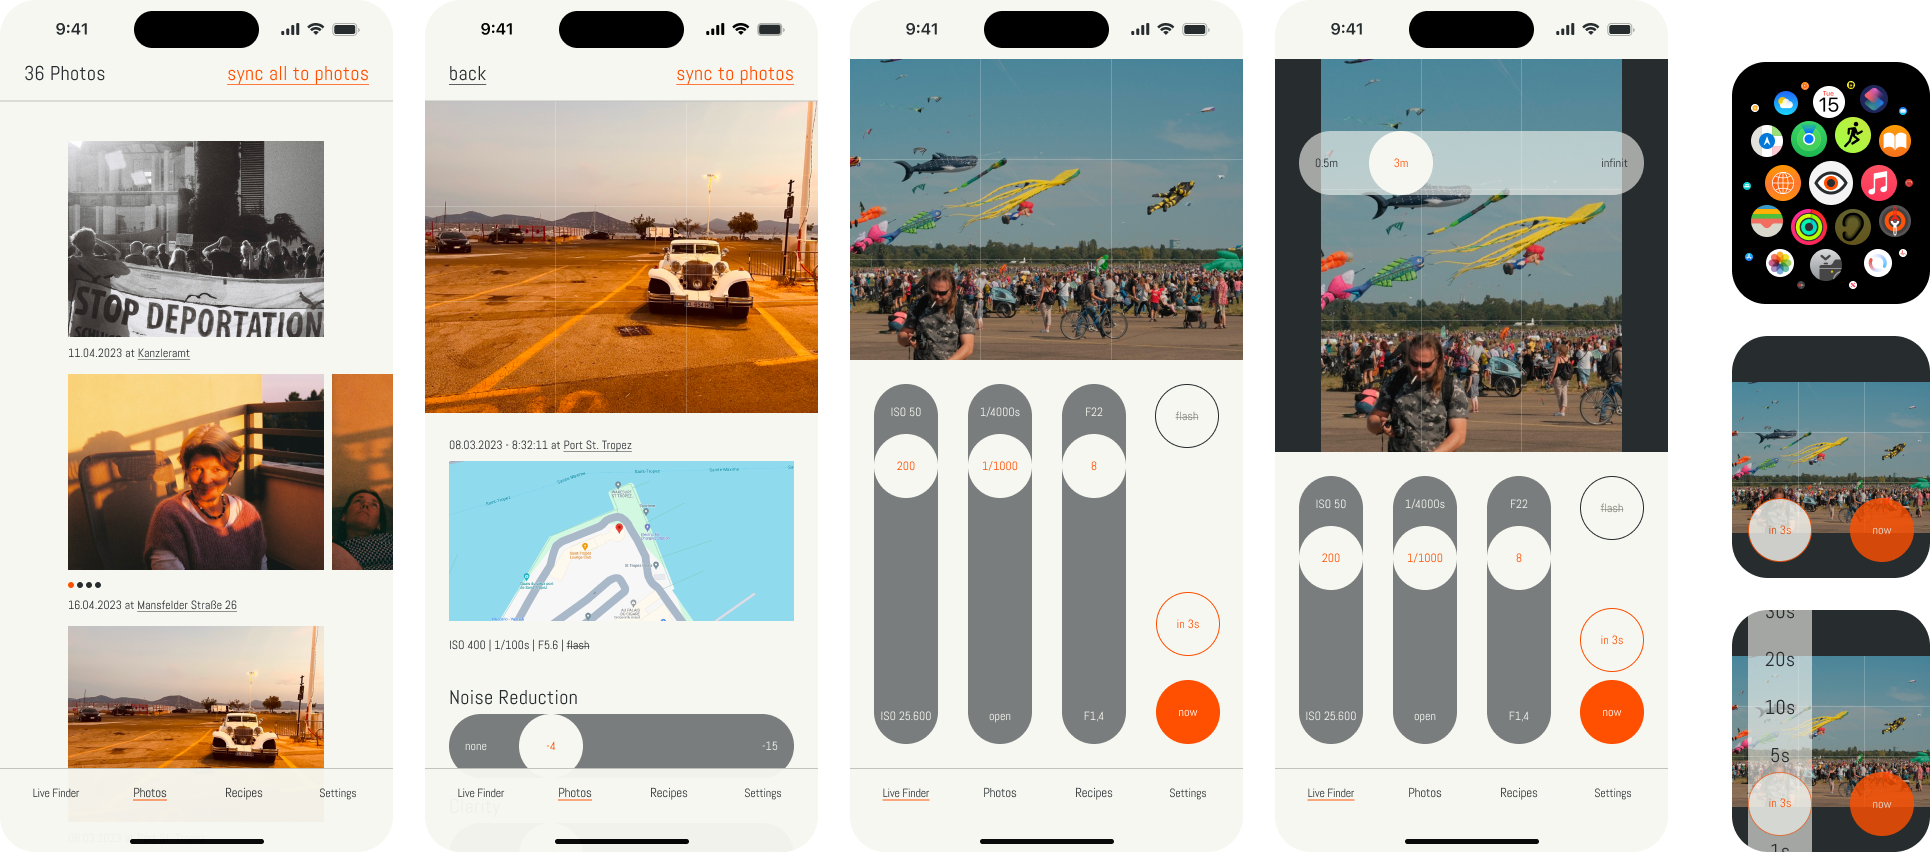 9:41
36 Photos
sync all to photos
STOP DEPORTATION
11.04.2023 at Kanzleramt
16.04.2023 at Mansfelder Straße 26
Live Finder
Photos
Recipes
Settings
9:41
back
sync to photos
08.03.2023 - 8:32:11 at Port St. Tropez
ISO 400 | 1/100s | F5.6 | flash
Noise Reduction
none
-4
-15
Clarity
Live Finder
Photos
Recipes
Settings
9:41
ISO 50
1/4000s
F22
flash
200
1/1000
8
in 3s
ISO 25.600
open
F1,4
now
Live Finder
Photos
Recipes
Settings
9:41
0.5m
3m
infinit
ISO 50
1/4000s
F22
flash
200
1/1000
8
in 3s
ISO 25.600
open
F1,4
now
Live Finder
Photos
Recipes
Settings
Tue
15
in 3s
now
30s
20s
10s
5s
in 3s
now
1s